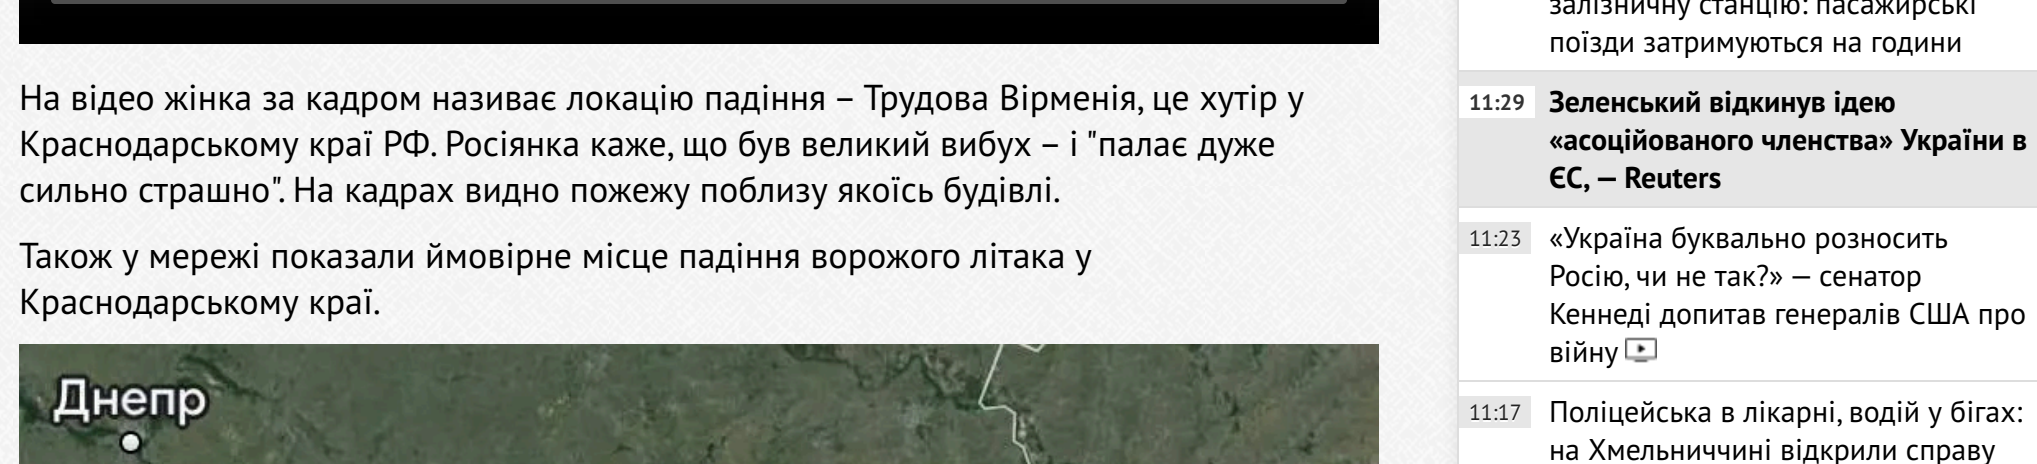 На відео жінка за кадром називає локацію падіння – Трудова Вірменія, це хутір у
Краснодарському краї РФ. Росіянка каже, що був великий вибух – і "палає дуже
сильно страшно". На кадрах видно пожежу поблизу якоїсь будівлі.
Також у мережі показали ймовірне місце падіння ворожого літака у
Краснодарському краї.
Днепр
залізничну станцію: пасажирські
поїзди затримуються на години
11:29 Зеленський відкинув ідею
«асоційованого членства» України в
ЄС, — Reuters
11:23 «Україна буквально розносить
Росію, чи не так?» — сенатор
Кеннеді допитав генералів США про
війну
11:17 Поліцейська в лікарні, водій у бігах:
на Хмельниччині відкрили справу